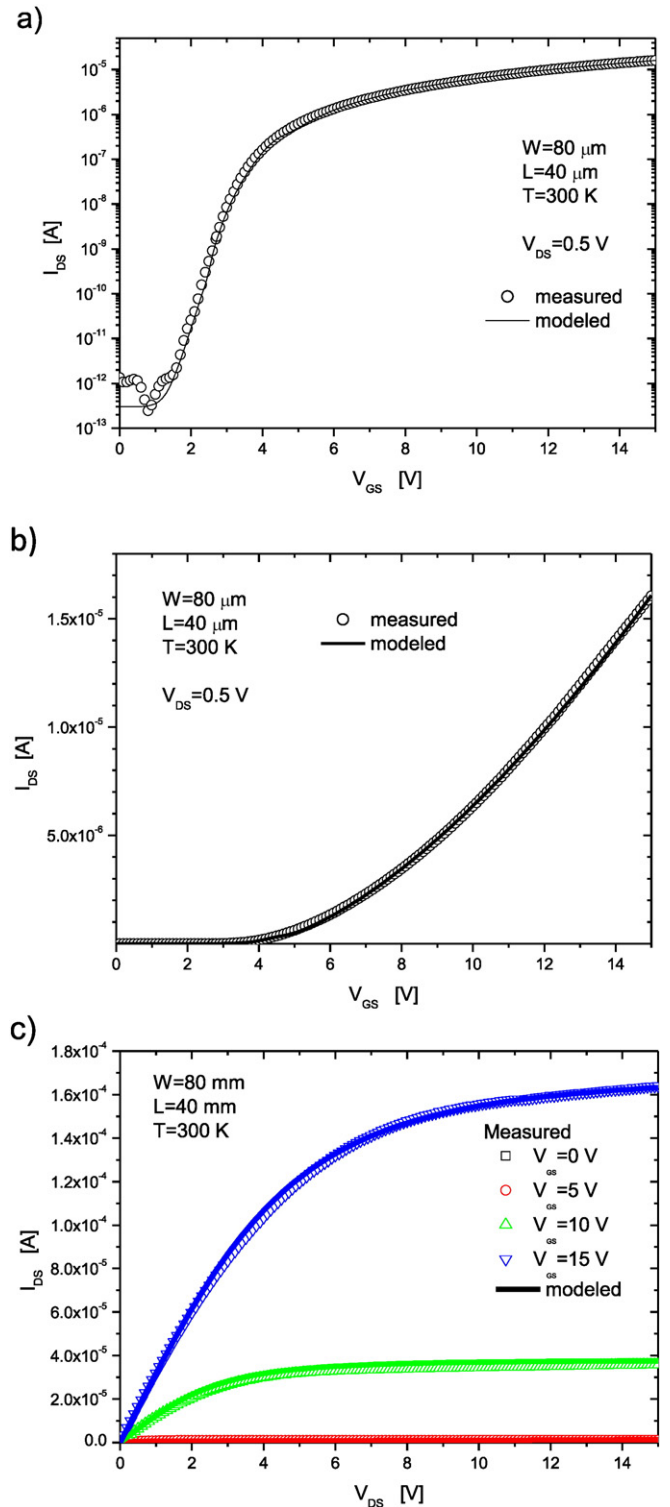 a)
10⁻⁵
10⁻⁶
10⁻⁷
10⁻⁸
10⁻⁹
10⁻¹⁰
10⁻¹¹
10⁻¹²
10⁻¹³
I_DS [A]
W=80 μm
L=40 μm
T=300 K
V_DS=0.5 V
measured
modeled
0 2 4 6 8 10 12 14
V_GS [V]
b)
1.5x10⁻⁵
1.0x10⁻⁵
5.0x10⁻⁶
I_DS [A]
W=80 μm
L=40 μm
T=300 K
V_DS=0.5 V
measured
modeled
0 2 4 6 8 10 12 14
V_GS [V]
c)
1.8x10⁻⁴
1.6x10⁻⁴
1.4x10⁻⁴
1.2x10⁻⁴
1.0x10⁻⁴
8.0x10⁻⁵
6.0x10⁻⁵
4.0x10⁻⁵
2.0x10⁻⁵
0.0
I_DS [A]
W=80 mm
L=40 mm
T=300 K
Measured
V_GS=0 V
V_GS=5 V
V_GS=10 V
V_GS=15 V
modeled
0 2 4 6 8 10 12 14
V_DS [V]